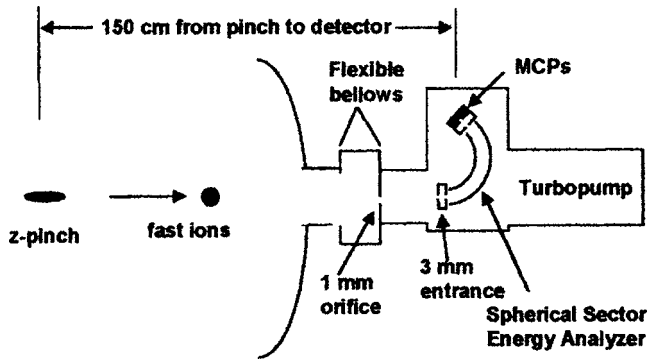 150 cm from pinch to detector
MCPs
Flexible
bellows
Turbopump
z-pinch
fast ions
1 mm
orifice
3 mm
entrance
Spherical Sector
Energy Analyzer